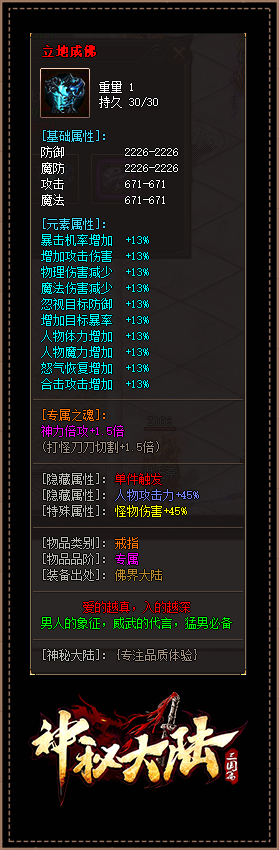 立地成佛
重量 1
持久 30/30
[基础属性]:
防御 2226-2226
魔防 2226-2226
攻击 671-671
魔法 671-671
[元素属性]:
暴击机率增加 +13%
增加攻击伤害 +13%
物理伤害减少 +13%
魔法伤害减少 +13%
忽视目标防御 +13%
增加目标暴率 +13%
人物体力增加 +13%
人物魔力增加 +13%
怒气恢复增加 +13%
合击攻击增加 +13%
[专属之魂]:
神力倍攻+1.5倍
(打怪刀刀切割+1.5倍)
[隐藏属性]: 单件触发
[隐藏属性]: 人物攻击力+45%
[特殊属性]: 怪物伤害+45%
[物品类别]: 戒指
[物品品阶]: 专属
[装备出处]: 佛界大陆
爱的越真，入的越深
男人的象征，威武的代言，猛男必备
[神秘大陆]: {专注品质体验}
神秘大陆
三国篇